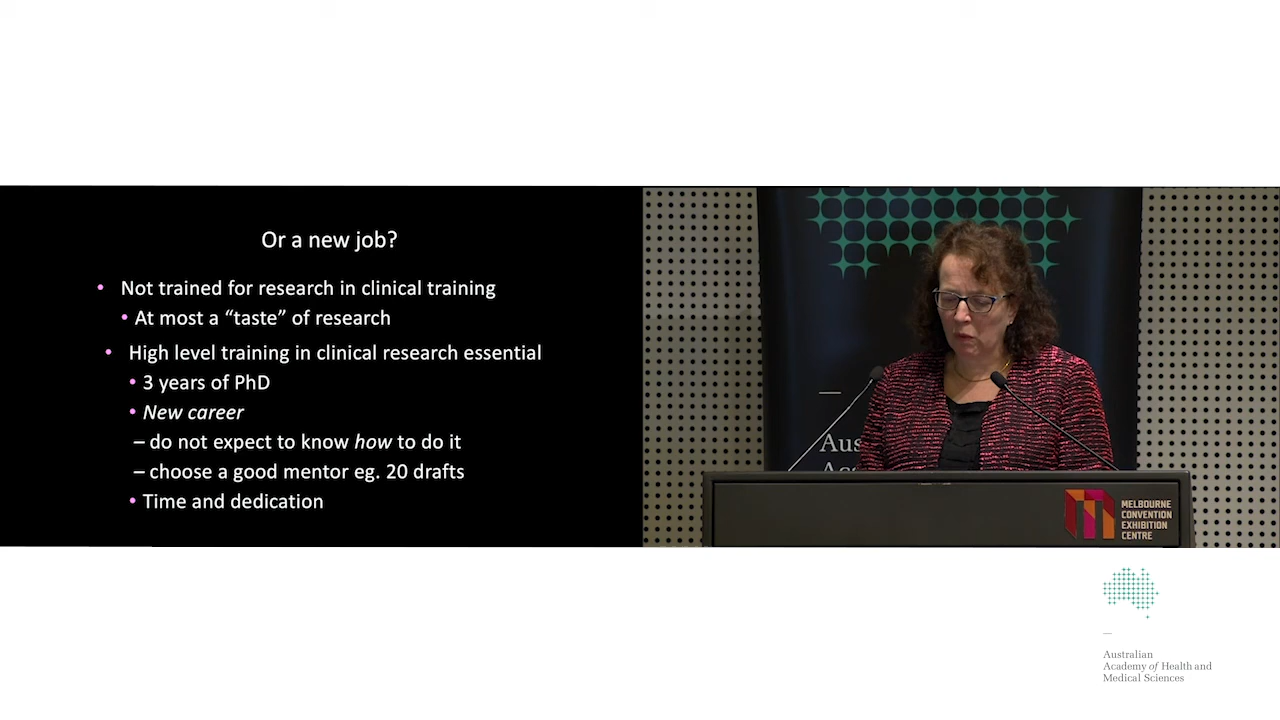 Or a new job?
• Not trained for research in clinical training
• At most a “taste” of research
• High level training in clinical research essential
• 3 years of PhD
• New career
– do not expect to know how to do it
– choose a good mentor eg. 20 drafts
• Time and dedication
Aus
Ac
MELBOURNE
CONVENTION
EXHIBITION
CENTRE
Australian
Academy of Health and
Medical Sciences